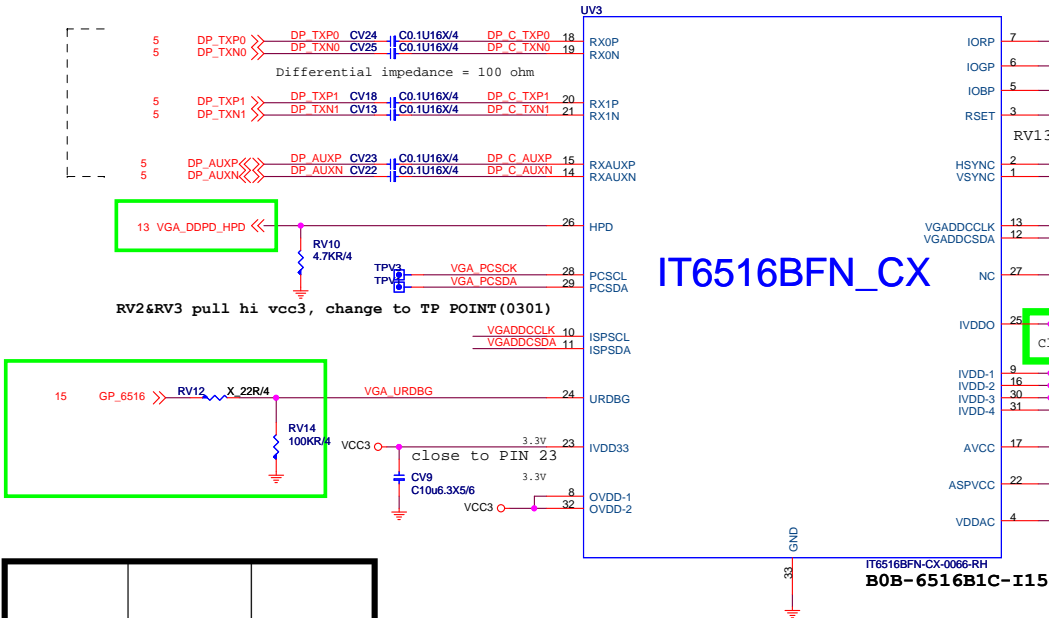 UV3
5 DP_TXP0 DP_TXP0 CV24 C0.1U16X/4 DP_C_TXP0 18 RX0P IORP 7
5 DP_TXN0 DP_TXN0 CV25 C0.1U16X/4 DP_C_TXN0 19 RX0N
Differential impedance = 100 ohm
IOGP 6
IOBP 5
5 DP_TXP1 DP_TXP1 CV18 C0.1U16X/4 DP_C_TXP1 20 RX1P
5 DP_TXN1 DP_TXN1 CV13 C0.1U16X/4 DP_C_TXN1 21 RX1N RSET 3
RV13
5 DP_AUXP DP_AUXP CV23 C0.1U16X/4 DP_C_AUXP 15 RXAUXP HSYNC 2
5 DP_AUXN DP_AUXN CV22 C0.1U16X/4 DP_C_AUXN 14 RXAUXN VSYNC 1
13 VGA_DDPD_HPD 26 HPD VGADDCCLK 13
VGADDCSDA 12
RV10
4.7KR/4
IT6516BFN_CX
TPV3 VGA_PCSCK 28 PCSCL NC 27
VGA_PCSDA 29 PCSDA
RV2&RV3 pull hi vcc3, change to TP POINT(0301)
VGADDCCLK 10 ISPSCL IVDDO 25
VGADDCSDA 11 ISPSDA
IVDD-1 9
IVDD-2 16
IVDD-3 30
IVDD-4 31
15 GP_6516 RV12 X_22R/4 VGA_URDBG 24 URDBG
RV14
100KR/4
VCC3 3.3V 23 IVDD33 AVCC 17
close to PIN 23
CV9 3.3V
C10u6.3X5/6
ASPVCC 22
8 OVDD-1
VCC3 32 OVDD-2
VDDAC 4
GND
33
IT6516BFN-CX-0066-RH
B0B-6516B1C-I15